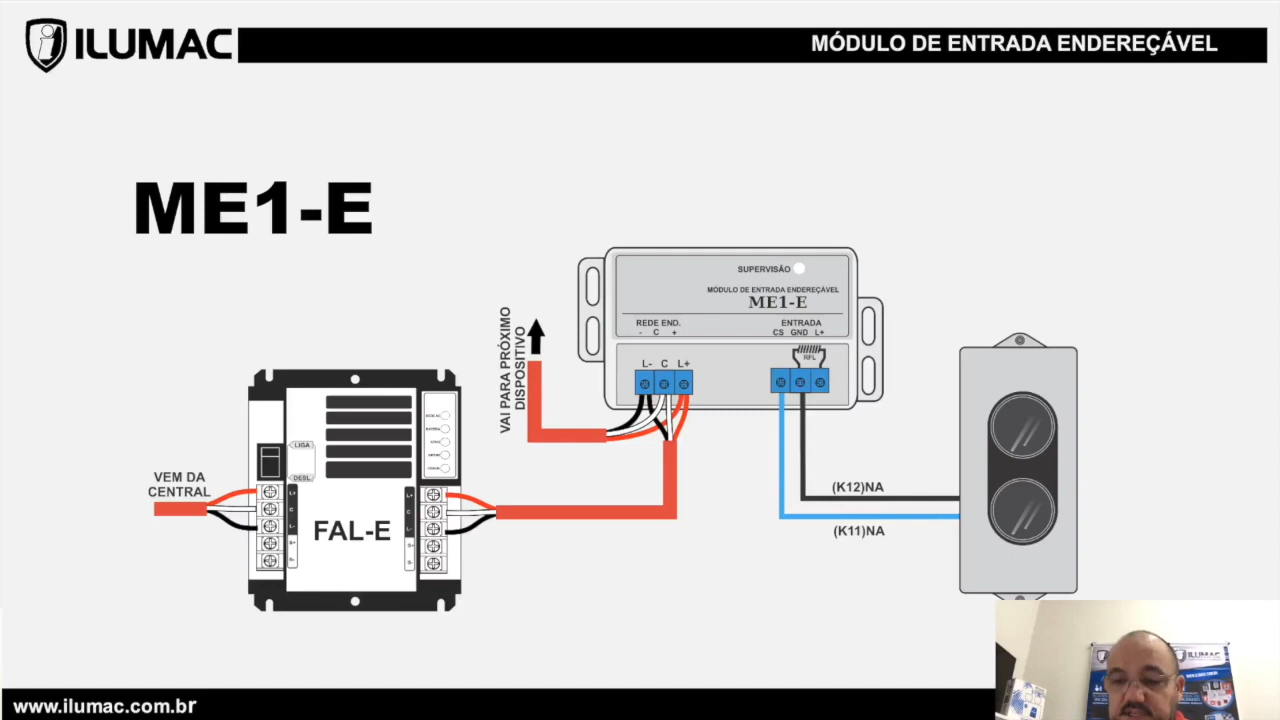 ILUMAC
MÓDULO DE ENTRADA ENDEREÇÁVEL
ME1-E
SUPERVISÃO
MÓDULO DE ENTRADA ENDEREÇÁVEL
ME1-E
REDE END.
- C +
ENTRADA
CS GND L+
L- C L+
RFL
VAI PARA PRÓXIMO
DISPOSITIVO
VEM DA
CENTRAL
LIGA
DESL
L+
C
L-
S+
S-
FAL-E
L+
C
L-
S+
S-
(K12)NA
(K11)NA
ILUMAC
www.ilumac.com.br